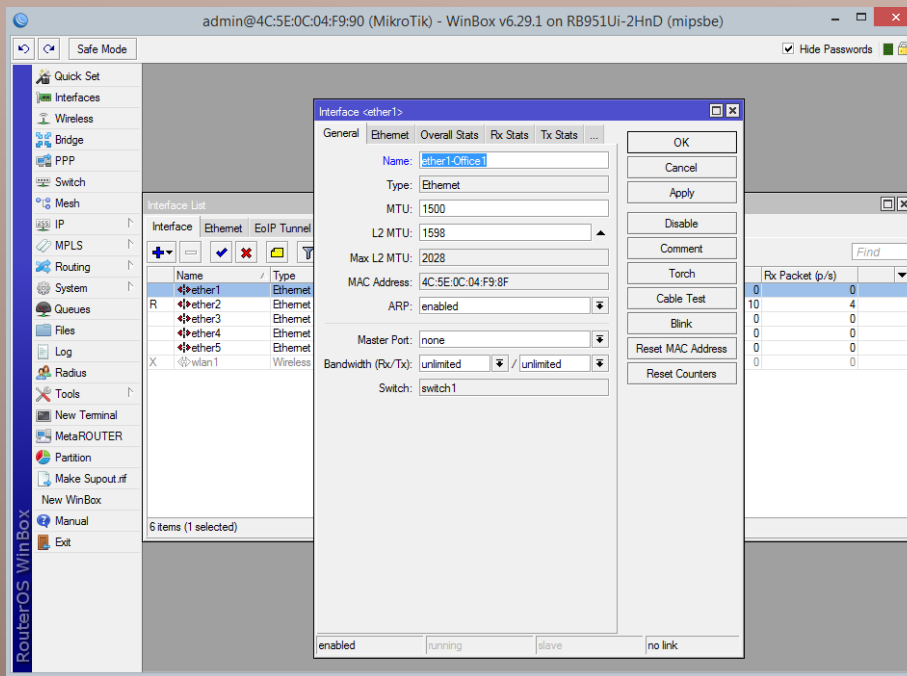 admin@4C:5E:0C:04:F9:90 (MikroTik) - WinBox v6.29.1 on RB951Ui-2HnD (mipsbe)
Safe Mode
Hide Passwords
Quick Set
Interfaces
Wireless
Bridge
PPP
Switch
Mesh
IP
MPLS
Routing
System
Queues
Files
Log
Radius
Tools
New Terminal
MetaROUTER
Partition
Make Supout.rif
New WinBox
Manual
Exit
RouterOS WinBox
Interface List
Interface Ethernet EoIP Tunnel
Find
Name Type Rx Packet (p/s)
ether1 Ethernet 0 0
R ether2 Ethernet 10 4
ether3 Ethernet 0 0
ether4 Ethernet 0 0
ether5 Ethernet 0 0
X wlan1 Wireless 0 0
6 items (1 selected)
Interface <ether1>
General Ethernet Overall Stats Rx Stats Tx Stats ...
Name: ether1-Office1
Type: Ethernet
MTU: 1500
L2 MTU: 1598
Max L2 MTU: 2028
MAC Address: 4C:5E:0C:04:F9:8F
ARP: enabled
Master Port: none
Bandwidth (Rx/Tx): unlimited / unlimited
Switch: switch1
OK
Cancel
Apply
Disable
Comment
Torch
Cable Test
Blink
Reset MAC Address
Reset Counters
enabled running slave no link